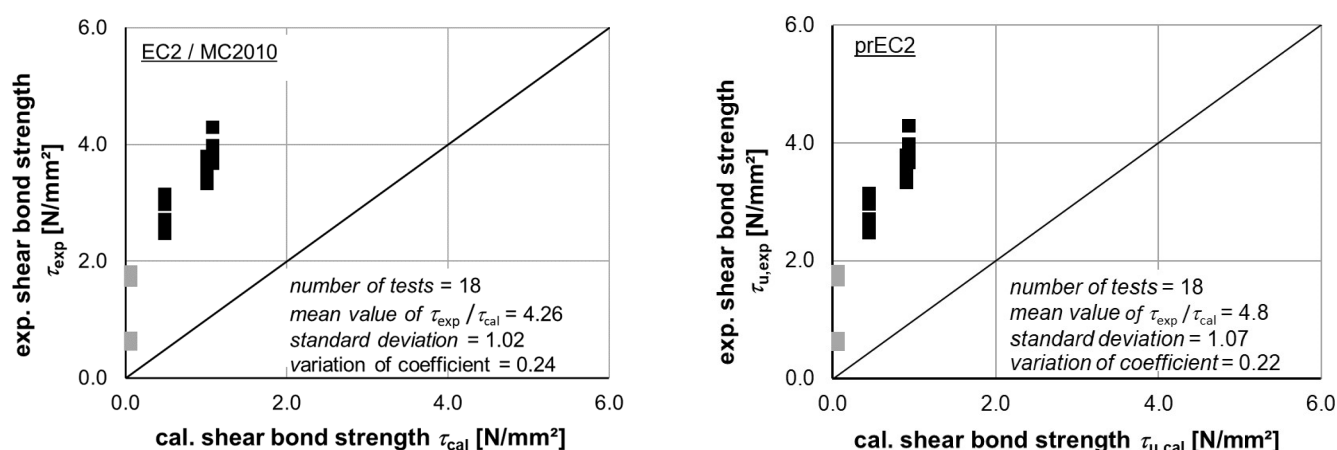 EC2 / MC2010
6.0
4.0
2.0
0.0
exp. shear bond strength
τexp [N/mm²]
number of tests = 18
mean value of τexp /τcal = 4.26
standard deviation = 1.02
variation of coefficient = 0.24
0.0 2.0 4.0 6.0
cal. shear bond strength τcal [N/mm²]
prEC2
6.0
4.0
2.0
0.0
exp. shear bond strength
τu,exp [N/mm²]
number of tests = 18
mean value of τexp /τcal = 4.8
standard deviation = 1.07
variation of coefficient = 0.22
0.0 2.0 4.0 6.0
cal. shear bond strength τu,cal [N/mm²]